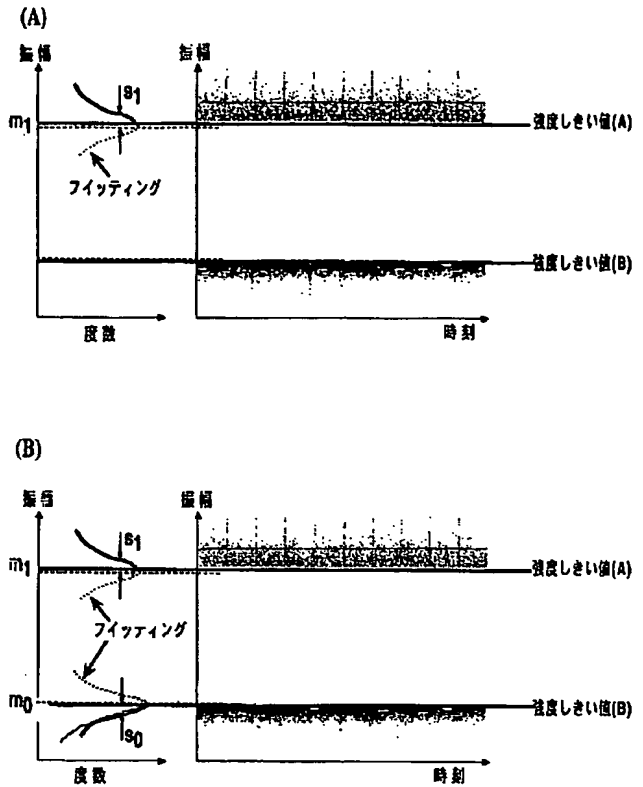 (A)
振幅
振幅
s1
m1
強度しきい値(A)
フイッティング
強度しきい値(B)
度数
時刻
(B)
振幅
振幅
s1
m1
強度しきい値(A)
フイッティング
m0
強度しきい値(B)
s0
度数
時刻